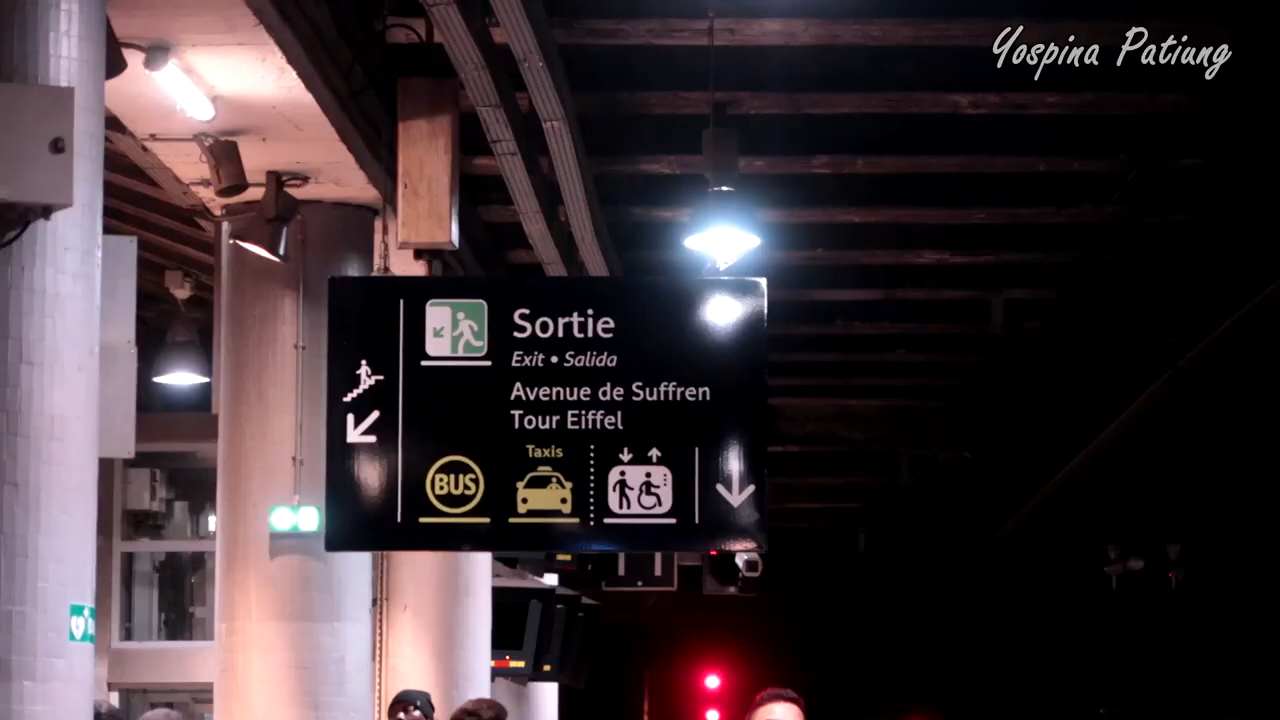 Yospina Patiung
Sortie
Exit • Salida
Avenue de Suffren
Tour Eiffel
Taxis
BUS